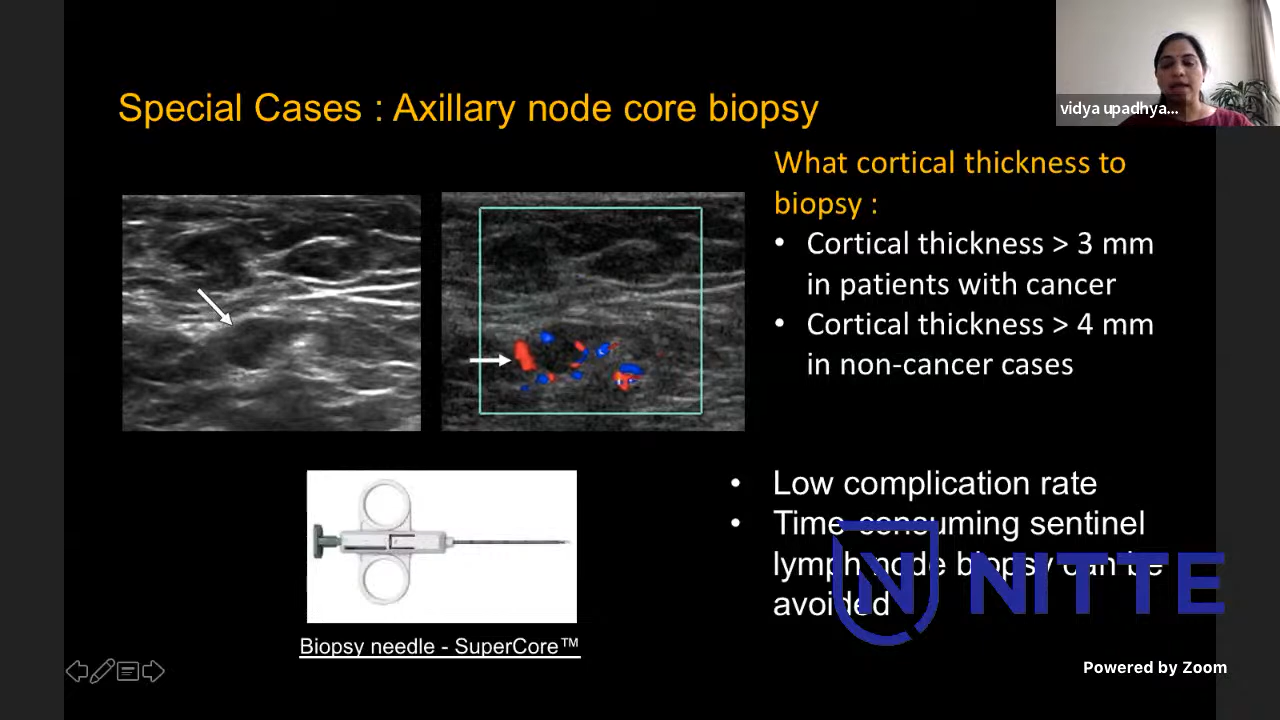 vidya upadhya...
Special Cases : Axillary node core biopsy
What cortical thickness to
biopsy :
• Cortical thickness > 3 mm
in patients with cancer
• Cortical thickness > 4 mm
in non-cancer cases
• Low complication rate
• Time-consuming sentinel
lymph node biopsy can be
avoided
NITTE
Biopsy needle - SuperCore™
Powered by Zoom